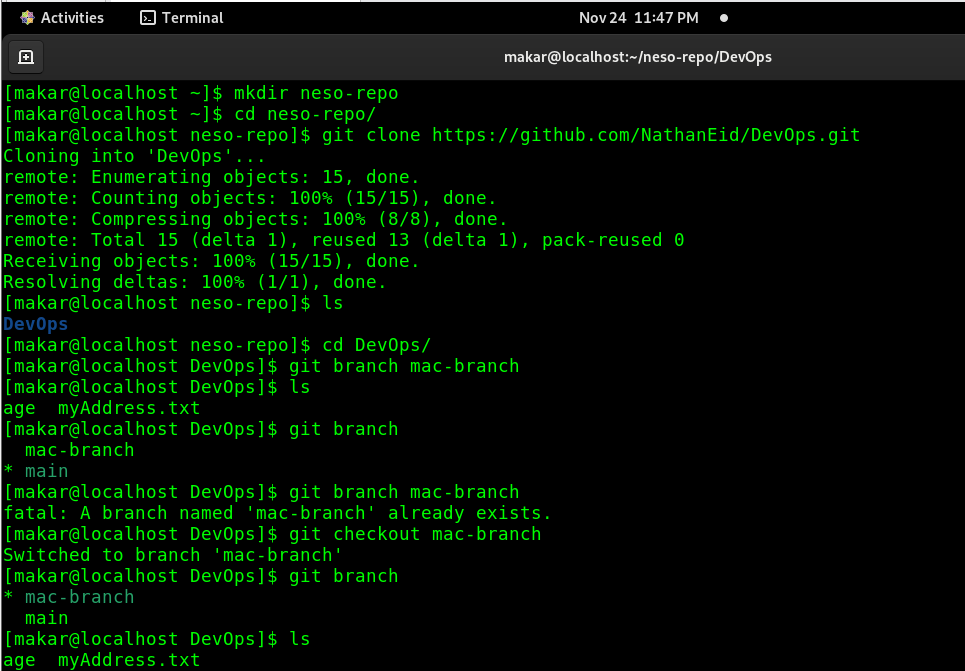 Activities Terminal Nov 24 11:47 PM
makar@localhost:~/neso-repo/DevOps
[makar@localhost ~]$ mkdir neso-repo
[makar@localhost ~]$ cd neso-repo/
[makar@localhost neso-repo]$ git clone https://github.com/NathanEid/DevOps.git
Cloning into 'DevOps'...
remote: Enumerating objects: 15, done.
remote: Counting objects: 100% (15/15), done.
remote: Compressing objects: 100% (8/8), done.
remote: Total 15 (delta 1), reused 13 (delta 1), pack-reused 0
Receiving objects: 100% (15/15), done.
Resolving deltas: 100% (1/1), done.
[makar@localhost neso-repo]$ ls
DevOps
[makar@localhost neso-repo]$ cd DevOps/
[makar@localhost DevOps]$ git branch mac-branch
[makar@localhost DevOps]$ ls
age  myAddress.txt
[makar@localhost DevOps]$ git branch
  mac-branch
* main
[makar@localhost DevOps]$ git branch mac-branch
fatal: A branch named 'mac-branch' already exists.
[makar@localhost DevOps]$ git checkout mac-branch
Switched to branch 'mac-branch'
[makar@localhost DevOps]$ git branch
* mac-branch
  main
[makar@localhost DevOps]$ ls
age  myAddress.txt